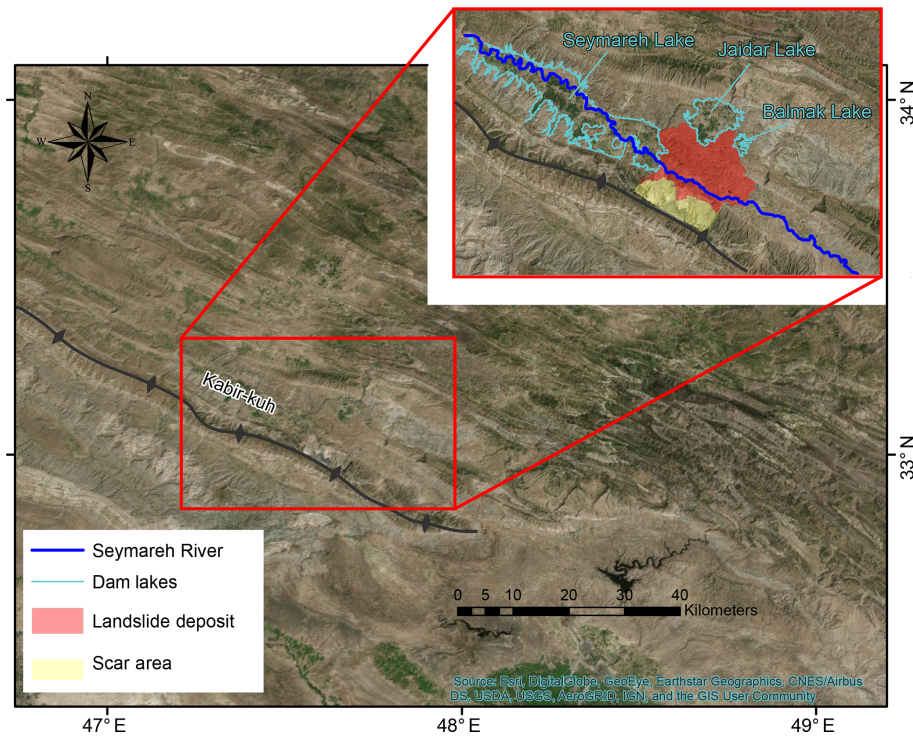 Seymareh Lake
Jaidar Lake
Balmak Lake
34° N
N
W
E
S
Kabir-kuh
33° N
Seymareh River
Dam lakes
Landslide deposit
Scar area
0 5 10 20 30 40
Kilometers
Source: Esri, DigitalGlobe, GeoEye, Earthstar Geographics, CNES/Airbus
DS, USDA, USGS, AeroGRID, IGN, and the GIS User Community
47° E
48° E
49° E